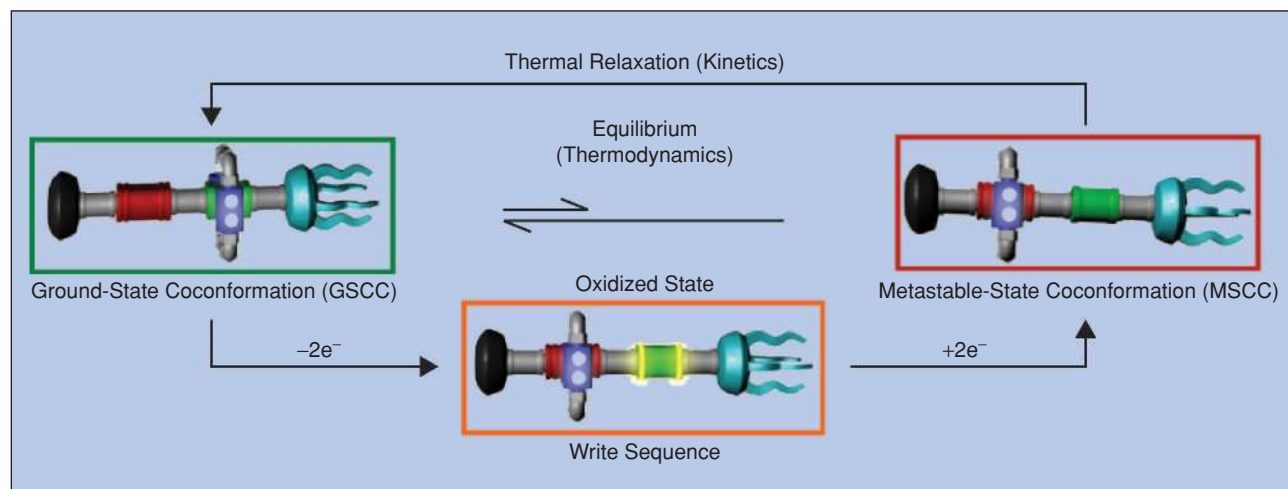 Thermal Relaxation (Kinetics)
Equilibrium
(Thermodynamics)
Ground-State Coconformation (GSCC)
Oxidized State
Metastable-State Coconformation (MSCC)
–2e⁻
+2e⁻
Write Sequence